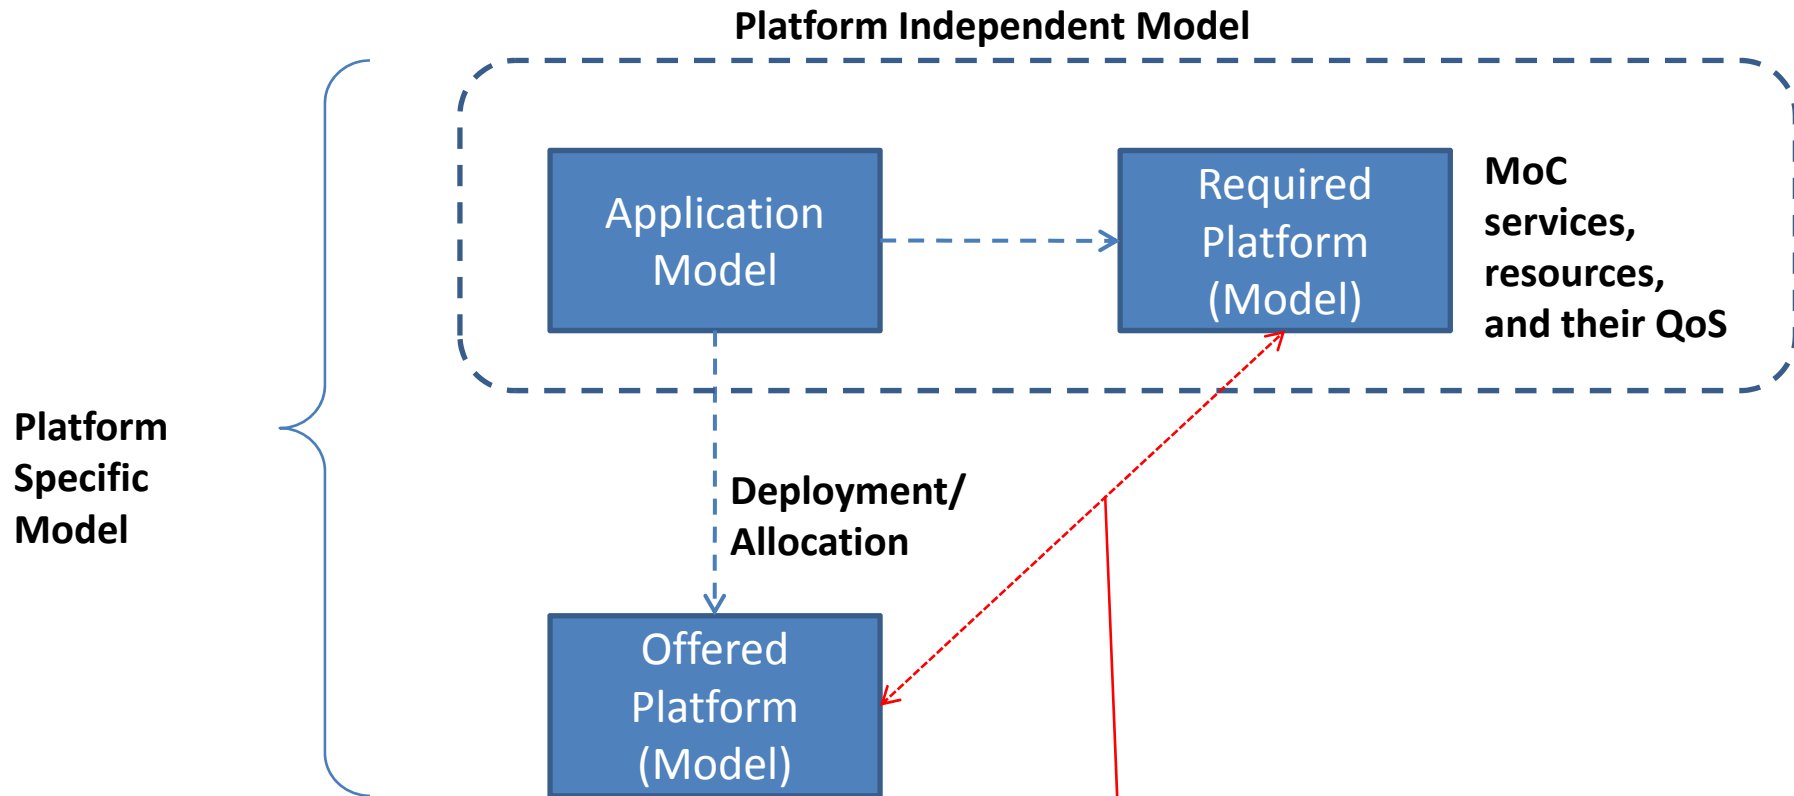 Platform Independent Model
Application
Model
Required
Platform
(Model)
MoC
services,
resources,
and their QoS
Platform
Specific
Model
Deployment/
Allocation
Offered
Platform
(Model)